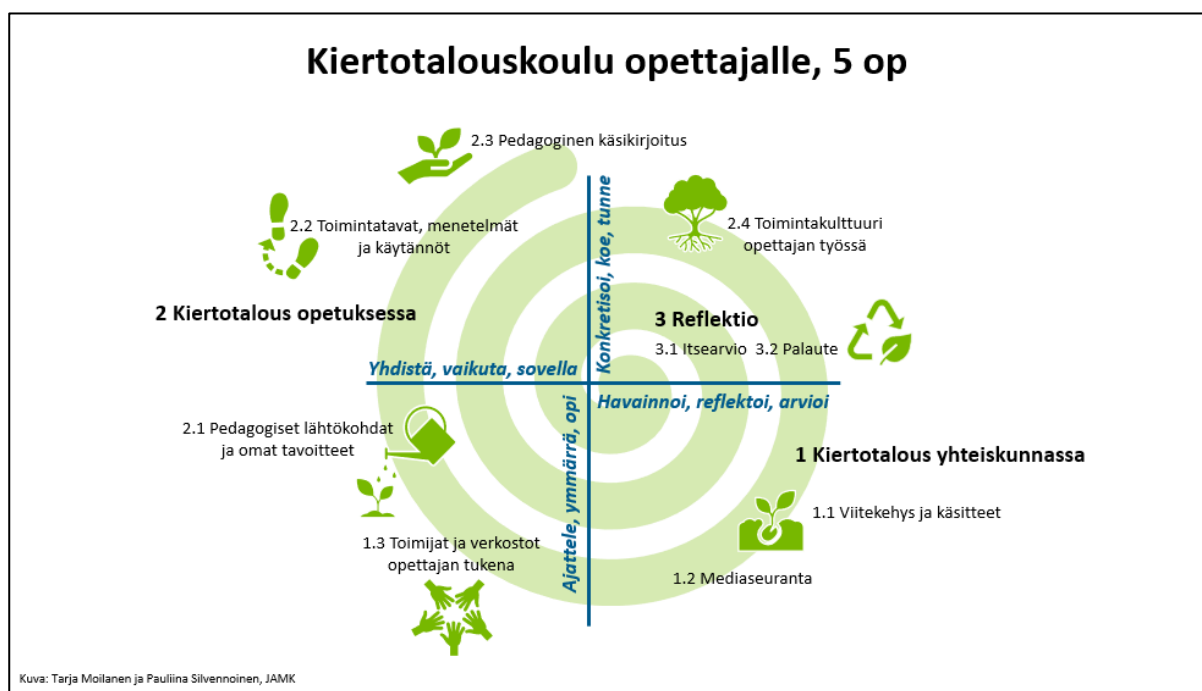 Kiertotalouskoulu opettajalle, 5 op
2.3 Pedagoginen käsikirjoitus
2.2 Toimintatavat, menetelmät
ja käytännöt
2.4 Toimintakulttuuri
opettajan työssä
Konkretisoi, koe, tunne
2 Kiertotalous opetuksessa
3 Reflektio
3.1 Itsearvio 3.2 Palaute
Yhdistä, vaikuta, sovella
Havainnoi, reflektoi, arvioi
Ajattele, ymmärrä, opi
2.1 Pedagogiset lähtökohdat
ja omat tavoitteet
1 Kiertotalous yhteiskunnassa
1.1 Viitekehys ja käsitteet
1.3 Toimijat ja verkostot
opettajan tukena
1.2 Mediaseuranta
Kuva: Tarja Moilanen ja Pauliina Silvennoinen, JAMK